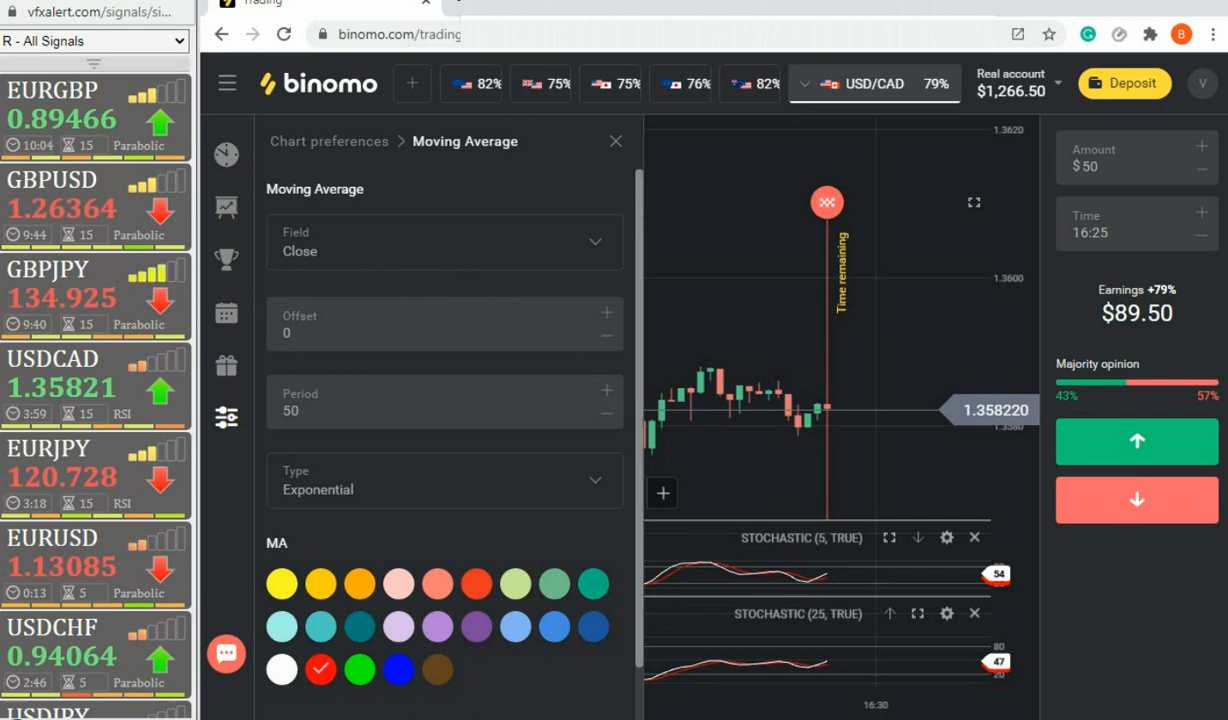 vfxalert.com/signals/si...
R - All Signals
EURGBP
0.89466
10:04 15 Parabolic
GBPUSD
1.26364
9:44 15 Parabolic
GBPJPY
134.925
9:40 15 Parabolic
USDCAD
1.35821
3:59 15 RSI
EURJPY
120.728
3:18 15 RSI
EURUSD
1.13085
0:13 5 Parabolic
USDCHF
0.94064
2:46 5 Parabolic
USDJPY
Trading
binomo.com/trading
B
binomo
82% 75% 75% 76% 82% USD/CAD 79%
Real account
$1,266.50
Deposit
V
Chart preferences > Moving Average
Moving Average
Field
Close
Offset
0
Period
50
Type
Exponential
MA
1.3620
Time remaining
1.3600
1.358220
1.3580
STOCHASTIC (5, TRUE)
54
STOCHASTIC (25, TRUE)
80
47
20
16:30
Amount
$50
Time
16:25
Earnings +79%
$89.50
Majority opinion
43% 57%